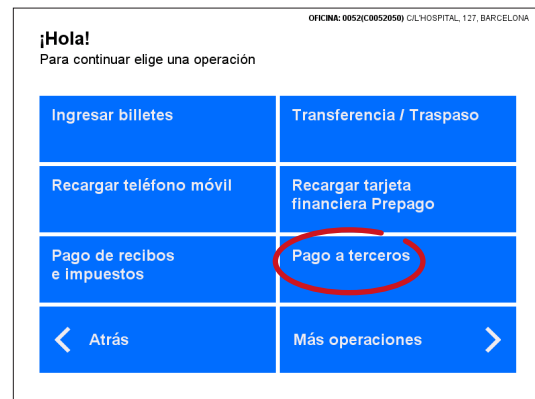 OFICINA: 0052(C0052050) C/L'HOSPITAL, 127, BARCELONA
¡Hola!
Para continuar elige una operación
Ingresar billetes
Transferencia / Traspaso
Recargar teléfono móvil
Recargar tarjeta
financiera Prepago
Pago de recibos
e impuestos
Pago a terceros
Atrás
Más operaciones